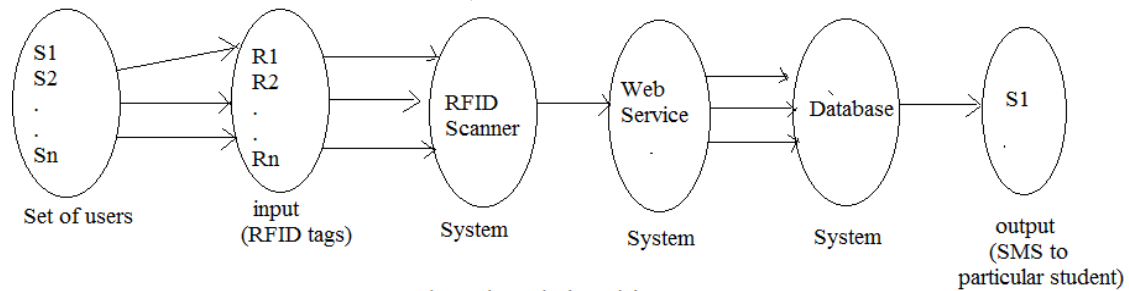 S1
S2
.
.
Sn
Set of users
R1
R2
.
.
Rn
input
(RFID tags)
RFID
Scanner
System
Web
Service
.
System
Database
System
S1
.
output
(SMS to
particular student)